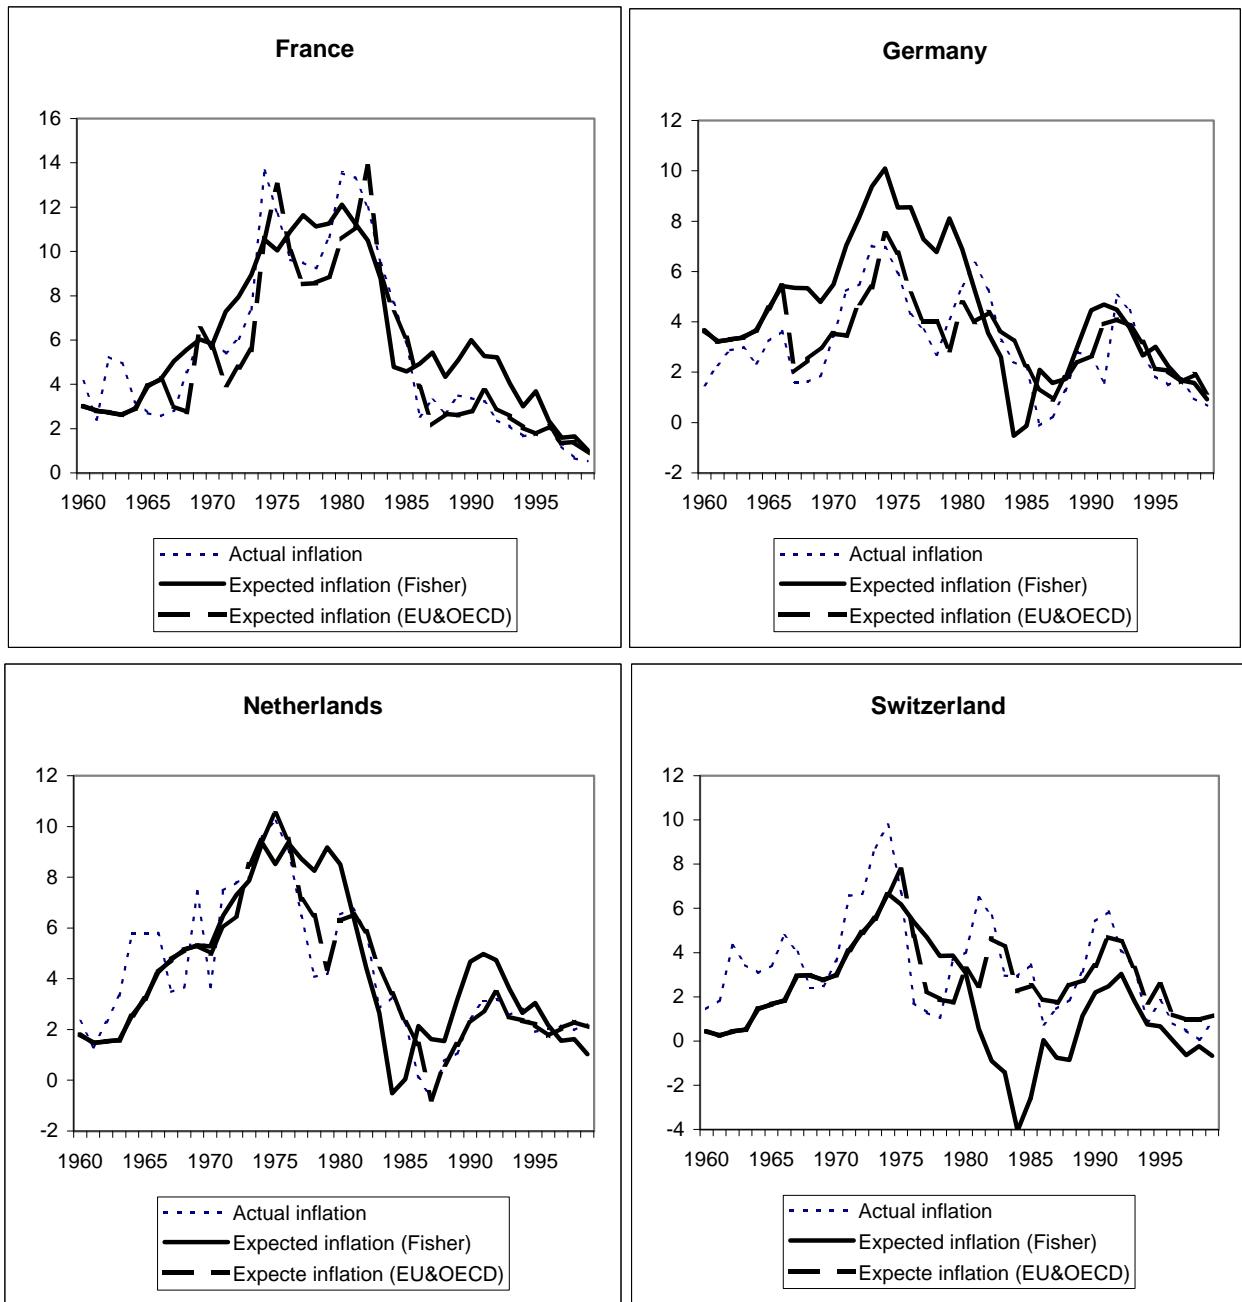 France
16
14
12
10
8
6
4
2
0
1960 1965 1970 1975 1980 1985 1990 1995
Actual inflation
Expected inflation (Fisher)
Expected inflation (EU&OECD)
Germany
12
10
8
6
4
2
0
-2
1960 1965 1970 1975 1980 1985 1990 1995
Actual inflation
Expected inflation (Fisher)
Expected inflation (EU&OECD)
Netherlands
12
10
8
6
4
2
0
-2
1960 1965 1970 1975 1980 1985 1990 1995
Actual inflation
Expected inflation (Fisher)
Expecte inflation (EU&OECD)
Switzerland
12
10
8
6
4
2
0
-2
-4
1960 1965 1970 1975 1980 1985 1990 1995
Actual inflation
Expected inflation (Fisher)
Expecte inflation (EU&OECD)